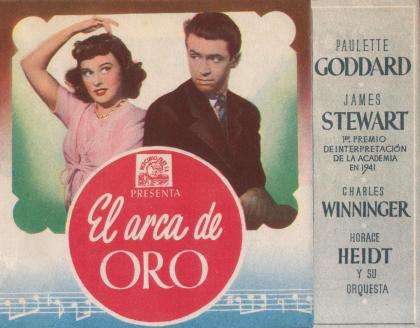 PRESENTA
El arca de
ORO
PAULETTE
GODDARD
JAMES
STEWART
1ER. PREMIO
DE INTERPRETACIÓN
DE LA ACADEMIA
EN 1941
CHARLES
WINNINGER
HORACE
HEIDT
Y SU
ORQUESTA